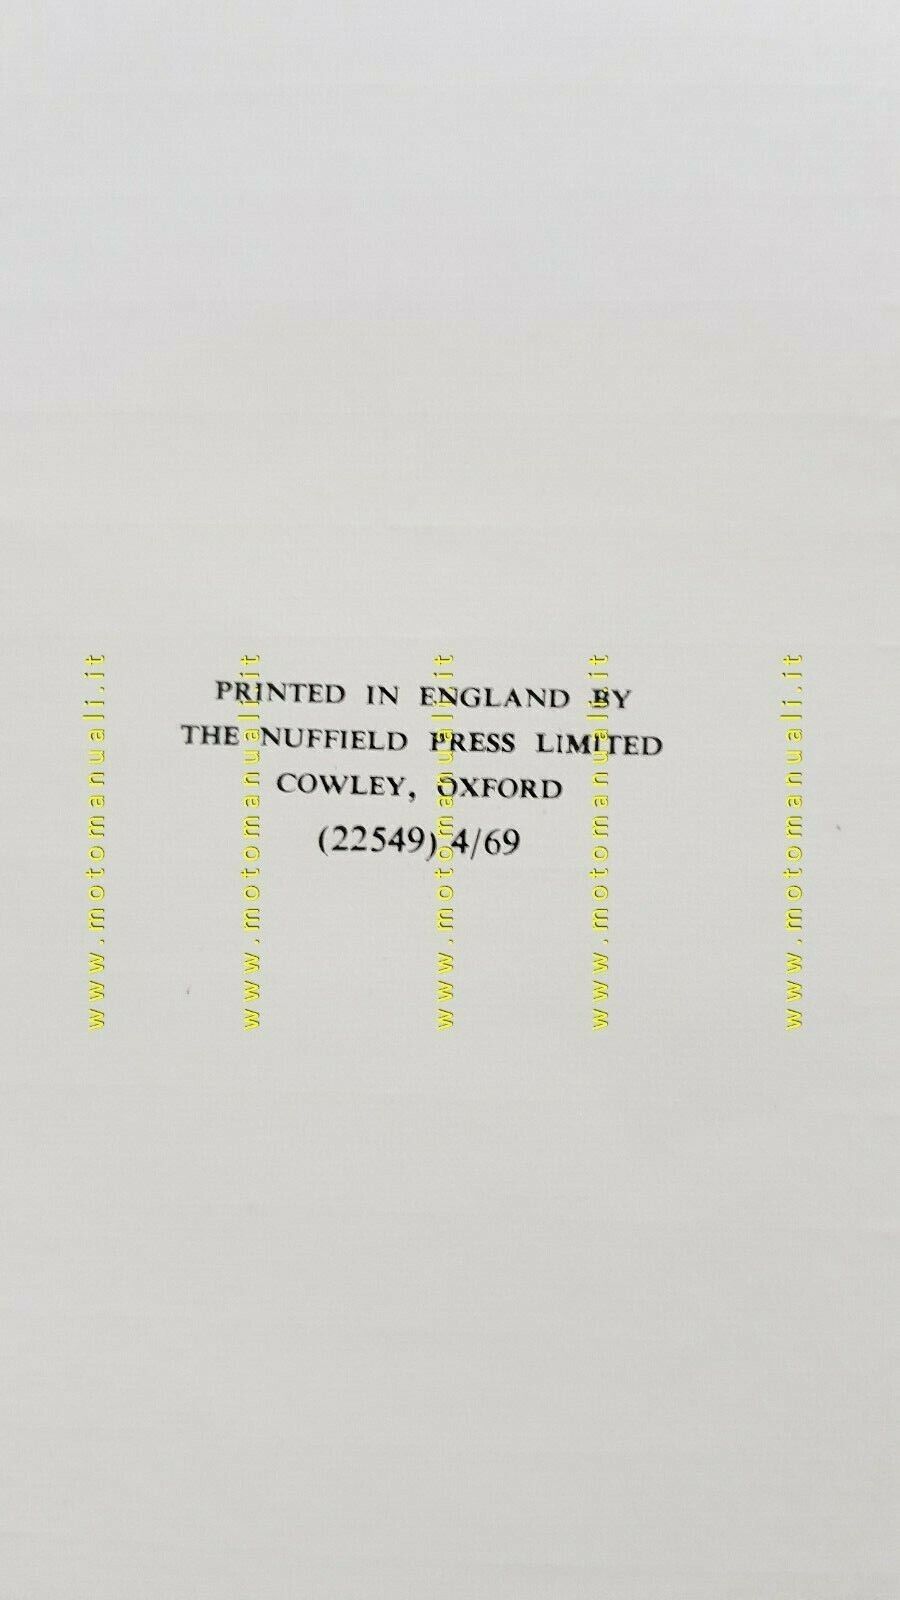 PRINTED IN ENGLAND BY
THE NUFFIELD PRESS LIMITED
COWLEY, OXFORD
(22549) 4/69
www.motomanuali.it
www.motomanuali.it
www.motomanuali.it
www.motomanuali.it
www.motomanuali.it